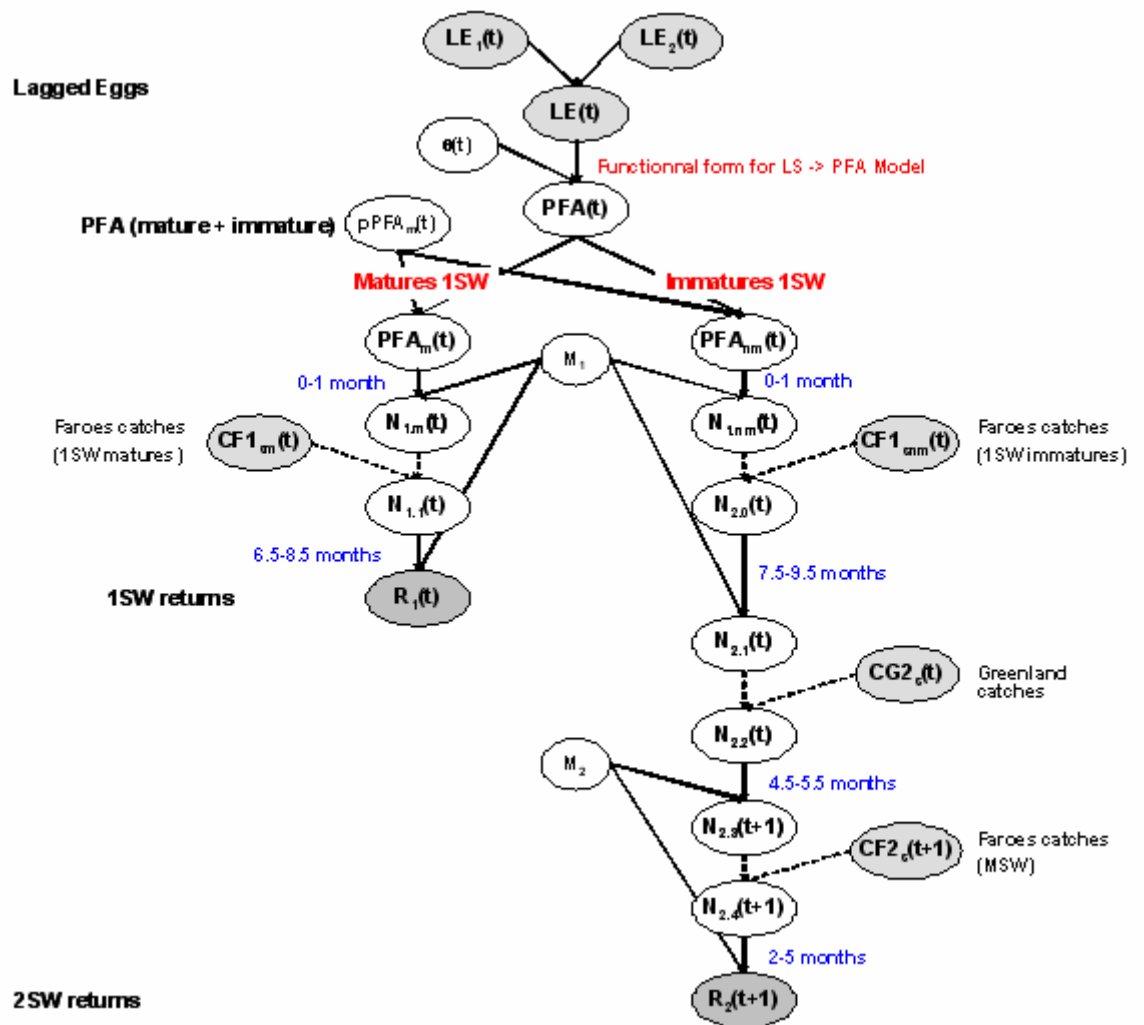 LE₁(t)
LE₂(t)
Lagged Eggs
LE(t)
θ(t)
Functionnal form for LS -> PFA Model
PFA(t)
PFA (mature + immature)
pPFAₘ(t)
Matures 1SW
Immatures 1SW
PFAₘ(t)
PFAₙₘ(t)
M₁
0-1 month
0-1 month
N₁.ₘ(t)
N₁.ₙₘ(t)
Faroes catches
(1SW matures )
CF1cm(t)
CF1cnm(t)
Faroes catches
(1SW immatures)
N₁.₁(t)
N₂.₀(t)
6.5-8.5 months
7.5-9.5 months
1SW returns
R₁(t)
N₂.₁(t)
CG2c(t)
Greenland
catches
N₂.₂(t)
M₂
4.5-5.5 months
N₂.₃(t+1)
CF2c(t+1)
Faroes catches
(MSW)
N₂.₄(t+1)
2-5 months
2SW returns
R₂(t+1)